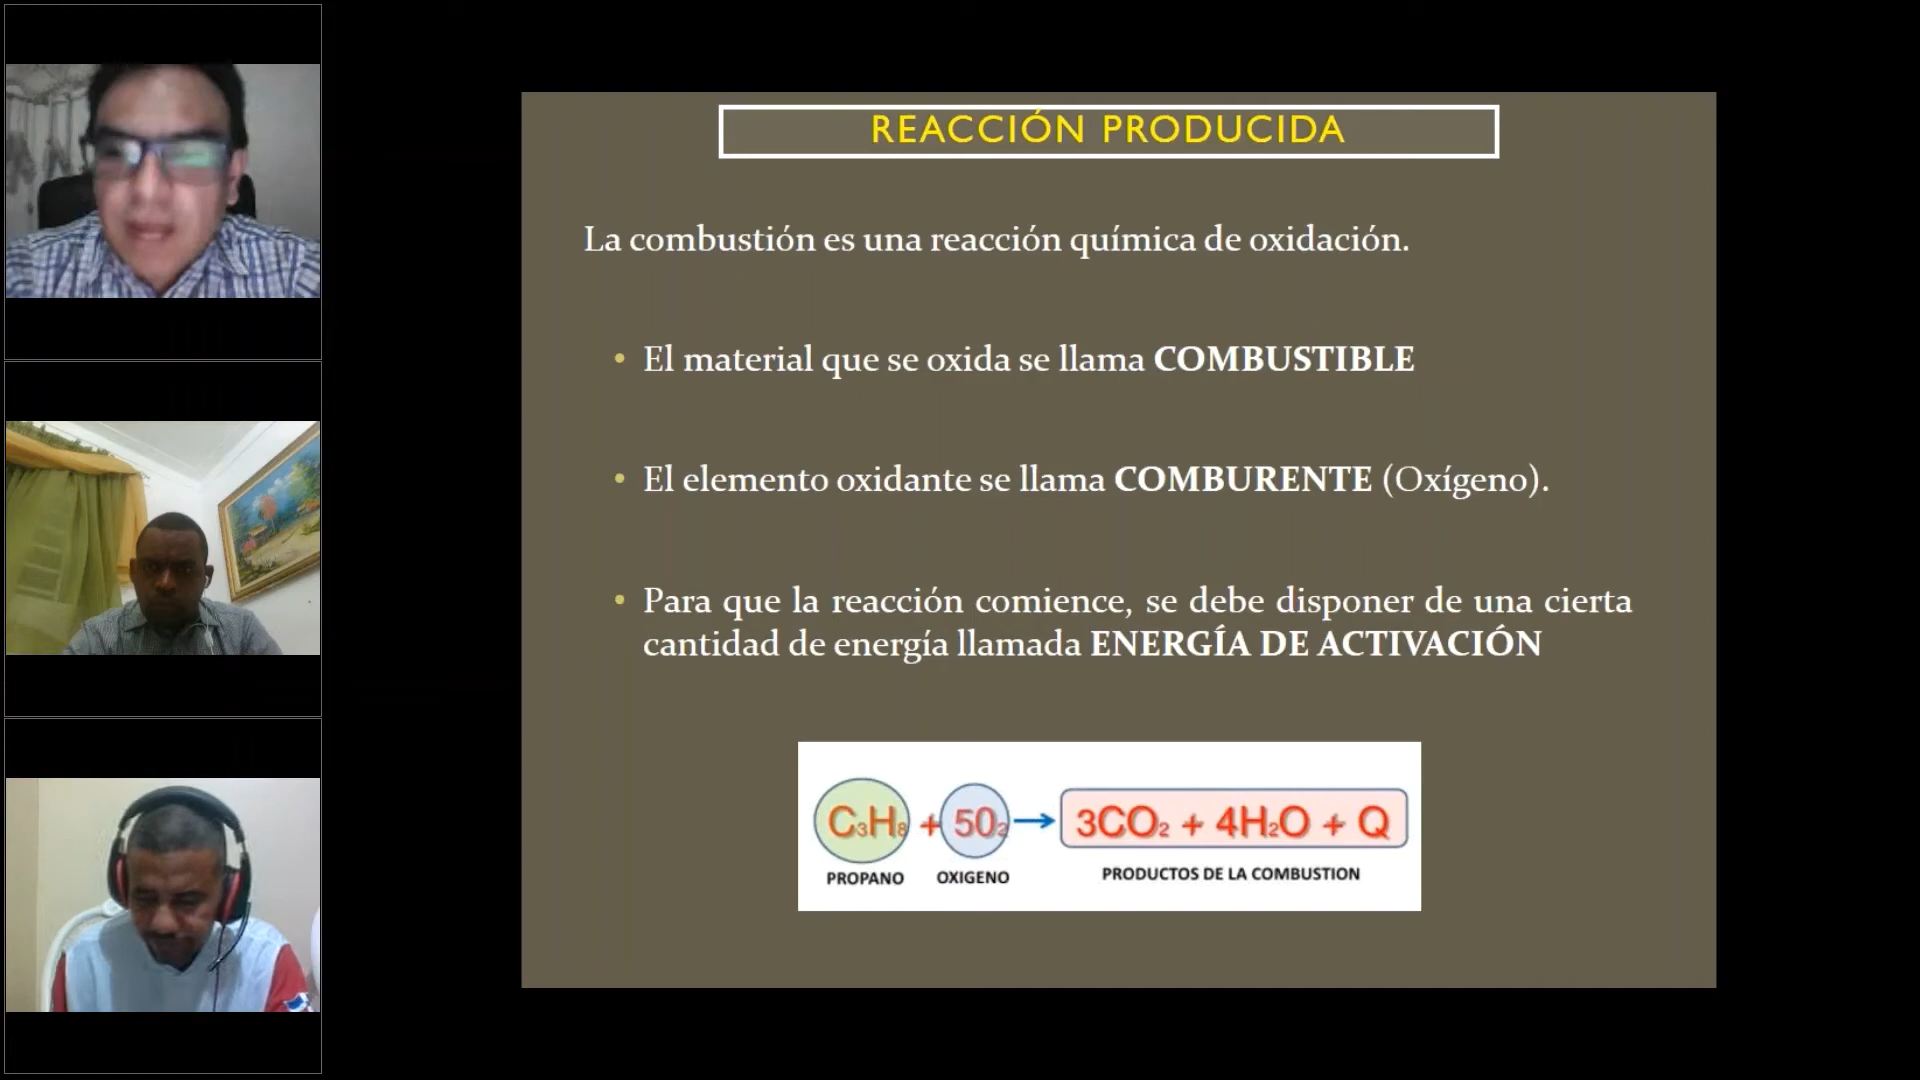 REACCIÓN PRODUCIDA
La combustión es una reacción química de oxidación.
• El material que se oxida se llama COMBUSTIBLE
• El elemento oxidante se llama COMBURENTE (Oxígeno).
• Para que la reacción comience, se debe disponer de una cierta
cantidad de energía llamada ENERGÍA DE ACTIVACIÓN
C₃H₈ + 5O₂ → 3CO₂ + 4H₂O + Q
PROPANO OXIGENO PRODUCTOS DE LA COMBUSTION